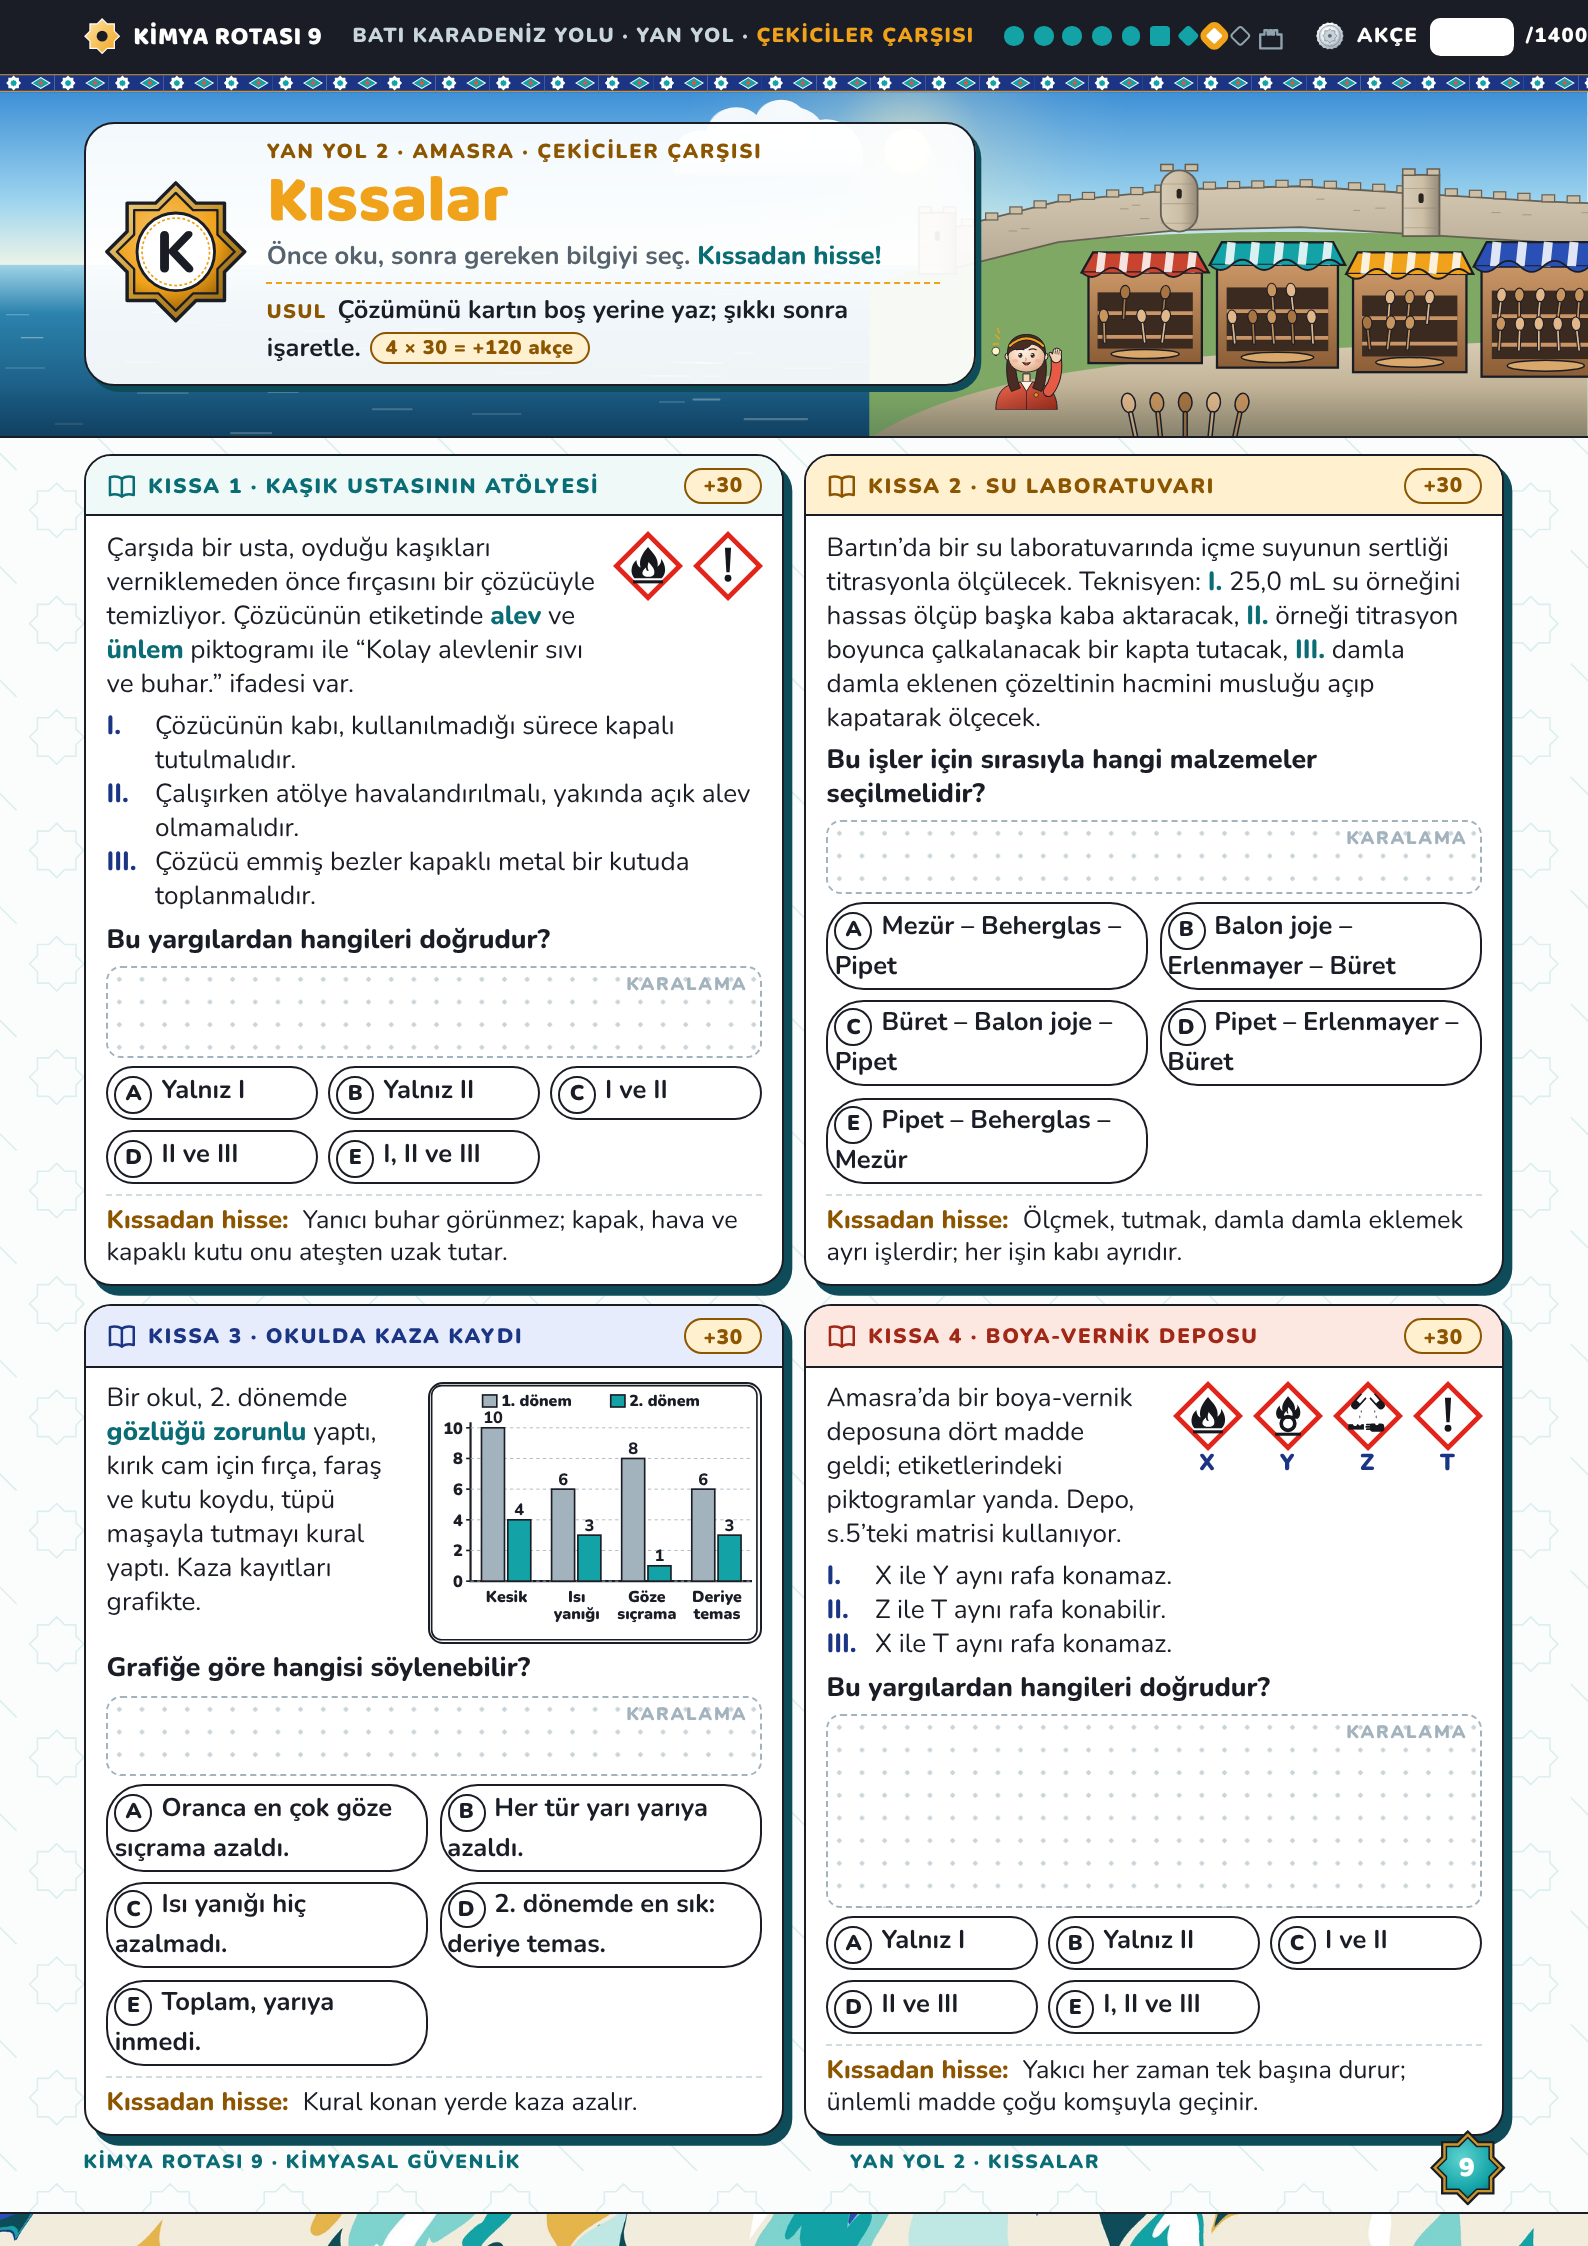 KİMYA ROTASI 9
BATI KARADENİZ YOLU · YAN YOL · ÇEKİCİLER ÇARŞISI
AKÇE
/1400
YAN YOL 2 · AMASRA · ÇEKİCİLER ÇARŞISI
K
Kıssalar
Önce oku, sonra gereken bilgiyi seç. Kıssadan hisse!
USUL Çözümünü kartın boş yerine yaz; şıkkı sonra
işaretle. 4 × 30 = +120 akçe
KISSA 1 · KAŞIK USTASININ ATÖLYESİ
+30
Çarşıda bir usta, oyduğu kaşıkları
verniklemeden önce fırçasını bir çözücüyle
temizliyor. Çözücünün etiketinde alev ve
ünlem piktogramı ile “Kolay alevlenir sıvı
ve buhar.” ifadesi var.
I. Çözücünün kabı, kullanılmadığı sürece kapalı
tutulmalıdır.
II. Çalışırken atölye havalandırılmalı, yakında açık alev
olmamalıdır.
III. Çözücü emmiş bezler kapaklı metal bir kutuda
toplanmalıdır.
Bu yargılardan hangileri doğrudur?
KARALAMA
A Yalnız I
B Yalnız II
C I ve II
D II ve III
E I, II ve III
Kıssadan hisse: Yanıcı buhar görünmez; kapak, hava ve
kapaklı kutu onu ateşten uzak tutar.
KISSA 2 · SU LABORATUVARI
+30
Bartın’da bir su laboratuvarında içme suyunun sertliği
titrasyonla ölçülecek. Teknisyen: I. 25,0 mL su örneğini
hassas ölçüp başka kaba aktaracak, II. örneği titrasyon
boyunca çalkalanacak bir kapta tutacak, III. damla
damla eklenen çözeltinin hacmini musluğu açıp
kapatarak ölçecek.
Bu işler için sırasıyla hangi malzemeler
seçilmelidir?
KARALAMA
A Mezür – Beherglas –
Pipet
B Balon joje –
Erlenmayer – Büret
C Büret – Balon joje –
Pipet
D Pipet – Erlenmayer –
Büret
E Pipet – Beherglas –
Mezür
Kıssadan hisse: Ölçmek, tutmak, damla damla eklemek
ayrı işlerdir; her işin kabı ayrıdır.
KISSA 3 · OKULDA KAZA KAYDI
+30
Bir okul, 2. dönemde
gözlüğü zorunlu yaptı,
kırık cam için fırça, faraş
ve kutu koydu, tüpü
maşayla tutmayı kural
yaptı. Kaza kayıtları
grafikte.
1. dönem 2. dönem
10
8
6
4
2
0
10 4 6 3 8 1 6 3
Kesik Isı Göze Deriye
yanığı sıçrama temas
Grafiğe göre hangisi söylenebilir?
KARALAMA
A Oranca en çok göze
sıçrama azaldı.
B Her tür yarı yarıya
azaldı.
C Isı yanığı hiç
azalmadı.
D 2. dönemde en sık:
deriye temas.
E Toplam, yarıya
inmedi.
Kıssadan hisse: Kural konan yerde kaza azalır.
KISSA 4 · BOYA-VERNİK DEPOSU
+30
Amasra’da bir boya-vernik
deposuna dört madde
geldi; etiketlerindeki
piktogramlar yanda. Depo,
s.5’teki matrisi kullanıyor.
X Y Z T
I. X ile Y aynı rafa konamaz.
II. Z ile T aynı rafa konabilir.
III. X ile T aynı rafa konamaz.
Bu yargılardan hangileri doğrudur?
KARALAMA
A Yalnız I
B Yalnız II
C I ve II
D II ve III
E I, II ve III
Kıssadan hisse: Yakıcı her zaman tek başına durur;
ünlemli madde çoğu komşuyla geçinir.
KİMYA ROTASI 9 · KİMYASAL GÜVENLİK
YAN YOL 2 · KISSALAR
9